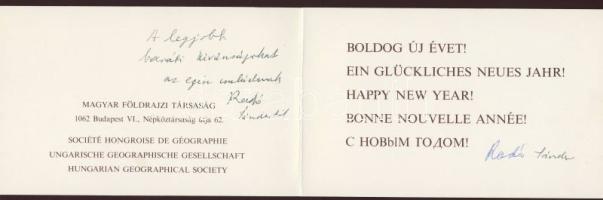 A legjobb
baráti kívánságokat
az egész családnak
Radó
Sándortól
MAGYAR FÖLDRAJZI TÁRSASÁG
1062 Budapest VI., Népköztársaság útja 62.
SOCIÉTÉ HONGROISE DE GÉOGRAPHIE
UNGARISCHE GEOGRAPHISCHE GESELLSCHAFT
HUNGARIAN GEOGRAPHICAL SOCIETY
BOLDOG ÚJ ÉVET!
EIN GLÜCKLICHES NEUES JAHR!
HAPPY NEW YEAR!
BONNE NOUVELLE ANNÉE!
С НОВЫМ ГОДОМ!
Radó Sándor